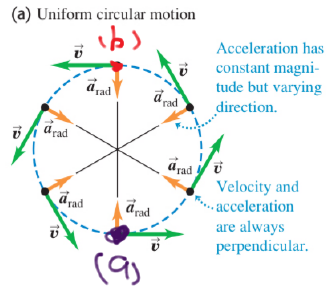 (a) Uniform circular motion
(b)
v
v
Acceleration has
constant magni-
tude but varying
direction.
a rad
a rad
v
a rad
a rad
v
a rad
a rad
Velocity and
acceleration
are always
perpendicular.
v
v
(a)